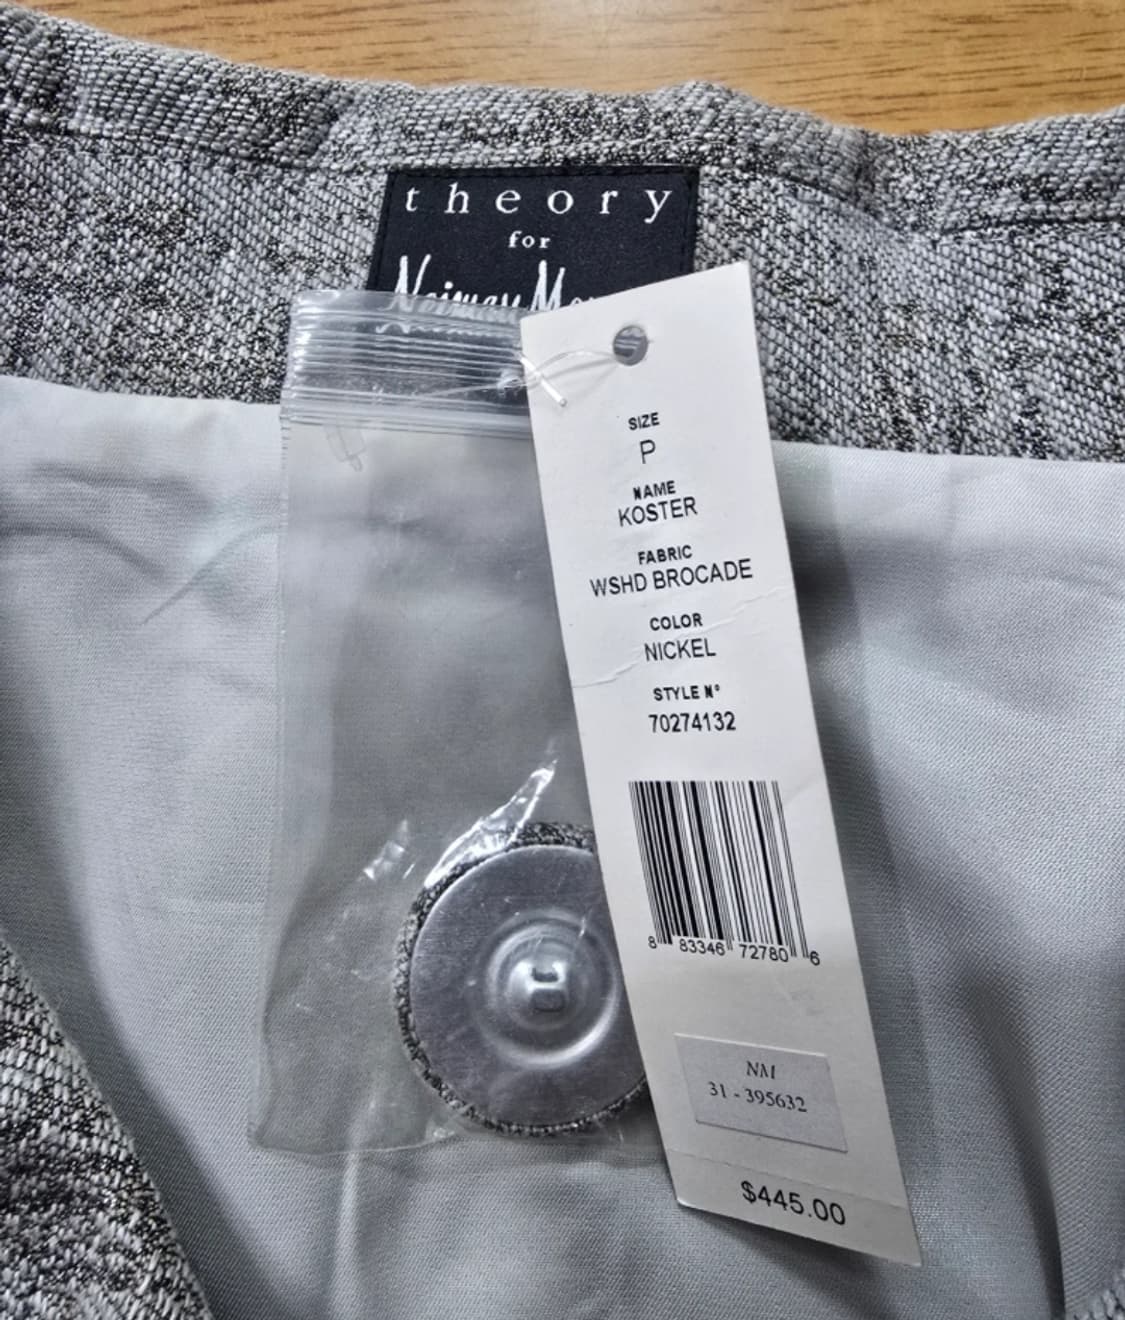 theory
for
Neiman
SIZE
P
NAME
KOSTER
FABRIC
WSHD BROCADE
COLOR
NICKEL
STYLE N°
70274132
8 83346 72780 6
NM
31 - 395632
$445.00